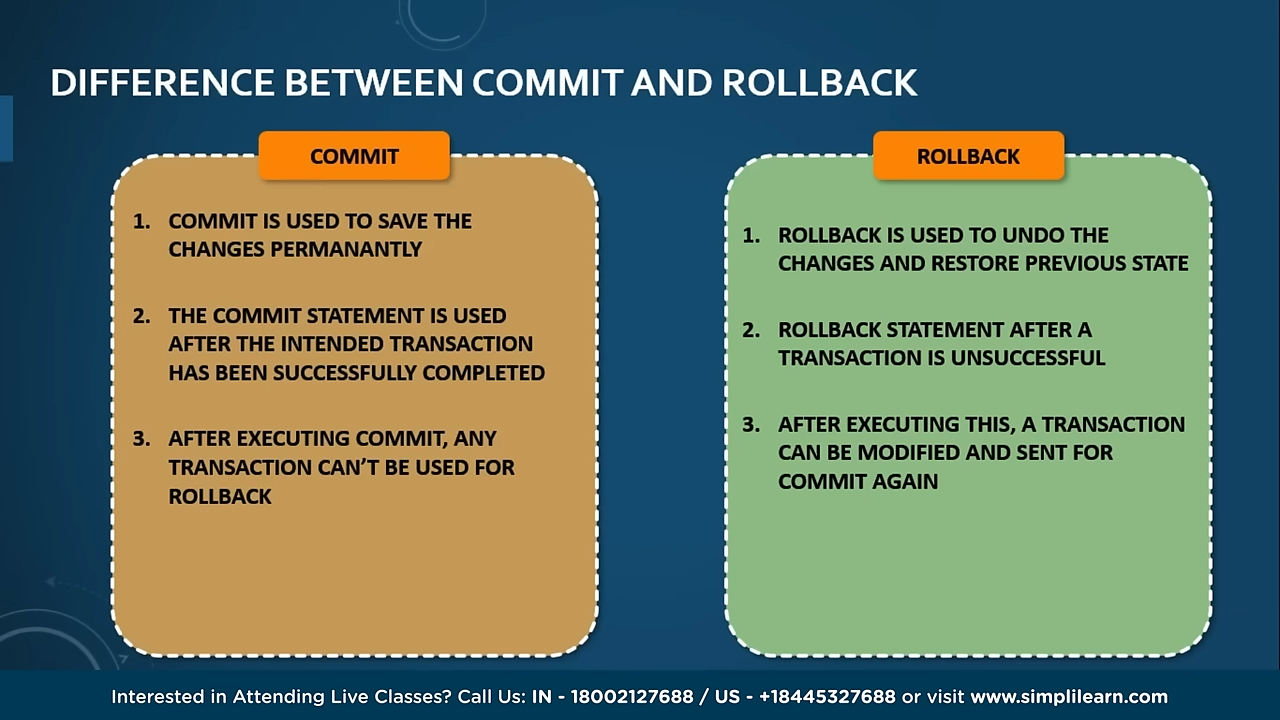 DIFFERENCE BETWEEN COMMIT AND ROLLBACK
COMMIT
1. COMMIT IS USED TO SAVE THE
CHANGES PERMANANTLY
2. THE COMMIT STATEMENT IS USED
AFTER THE INTENDED TRANSACTION
HAS BEEN SUCCESSFULLY COMPLETED
3. AFTER EXECUTING COMMIT, ANY
TRANSACTION CAN’T BE USED FOR
ROLLBACK
ROLLBACK
1. ROLLBACK IS USED TO UNDO THE
CHANGES AND RESTORE PREVIOUS STATE
2. ROLLBACK STATEMENT AFTER A
TRANSACTION IS UNSUCCESSFUL
3. AFTER EXECUTING THIS, A TRANSACTION
CAN BE MODIFIED AND SENT FOR
COMMIT AGAIN
Interested in Attending Live Classes? Call Us: IN - 18002127688 / US - +18445327688 or visit www.simplilearn.com